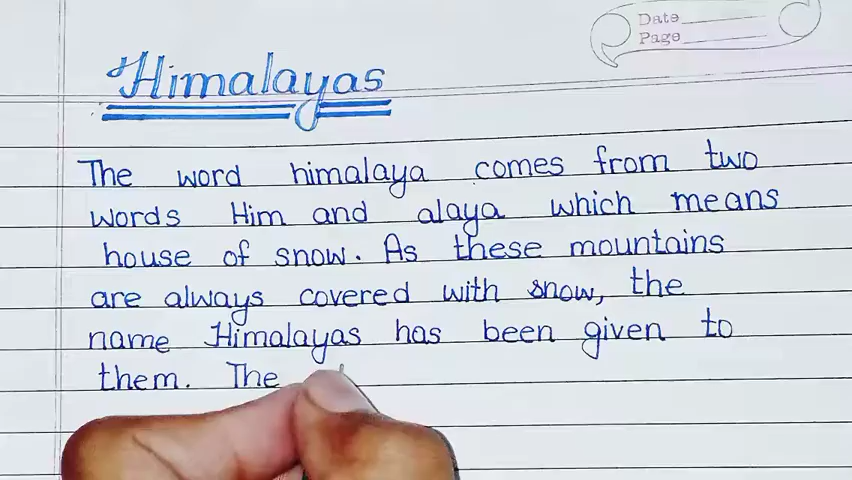 Date
Page
Himalayas
The word himalaya comes from two
words Him and alaya which means
house of snow. As these mountains
are always covered with snow, the
name Himalayas has been given to
them. The